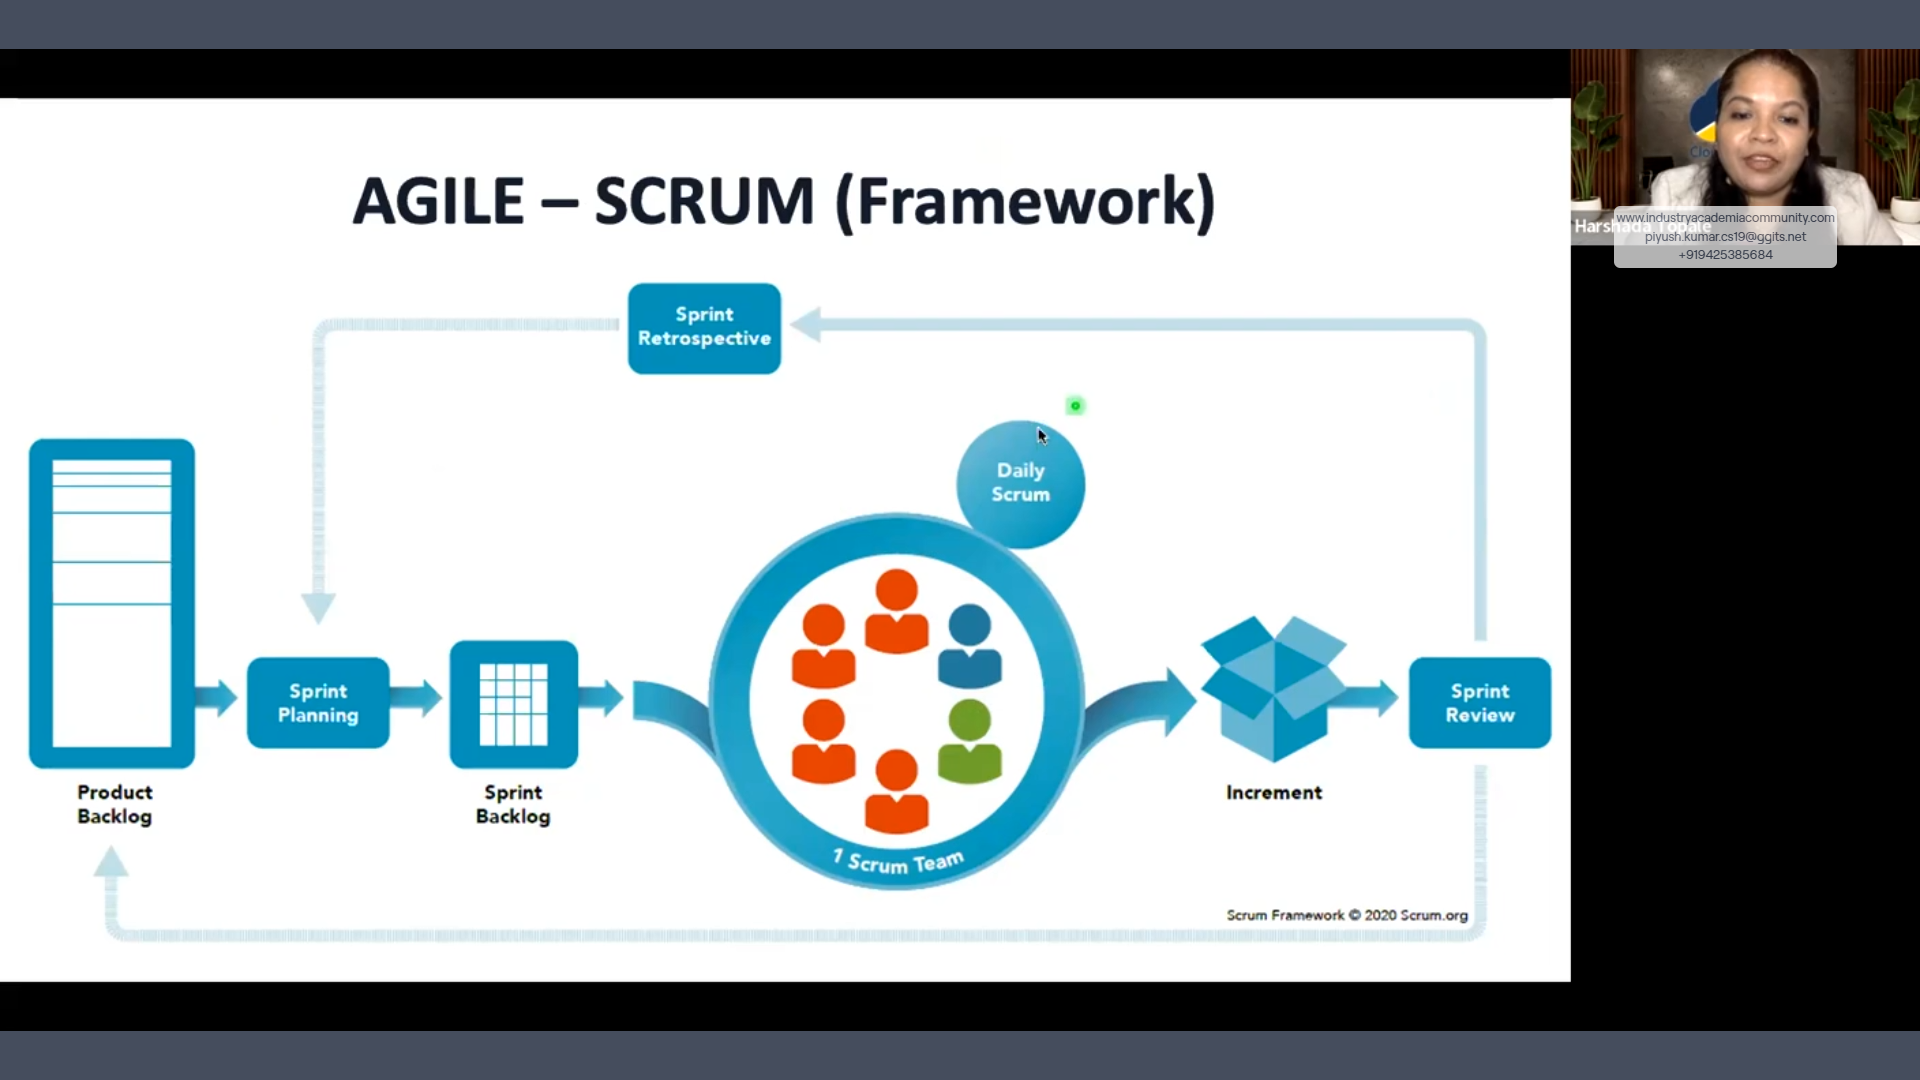 AGILE – SCRUM (Framework)
Sprint
Retrospective
Daily
Scrum
Sprint
Planning
Sprint
Review
Product
Backlog
Sprint
Backlog
Increment
1 Scrum Team
Scrum Framework © 2020 Scrum.org
Clo
Harshada Topale
www.industryacademiacommunity.com
piyush.kumar.cs19@ggits.net
+919425385684